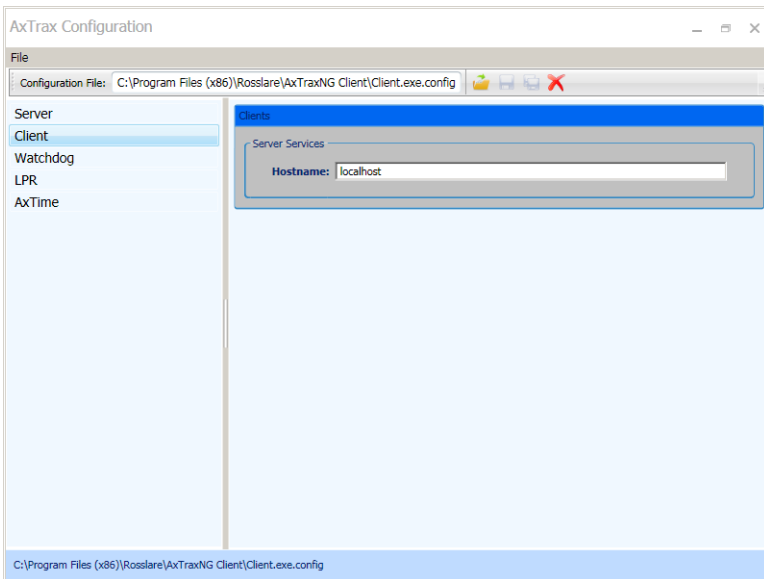 AxTrax Configuration
File
Configuration File: C:\Program Files (x86)\Rosslare\AxTraxNG Client\Client.exe.config
Server
Client
Watchdog
LPR
AxTime
Clients
Server Services
Hostname: localhost
C:\Program Files (x86)\Rosslare\AxTraxNG Client\Client.exe.config